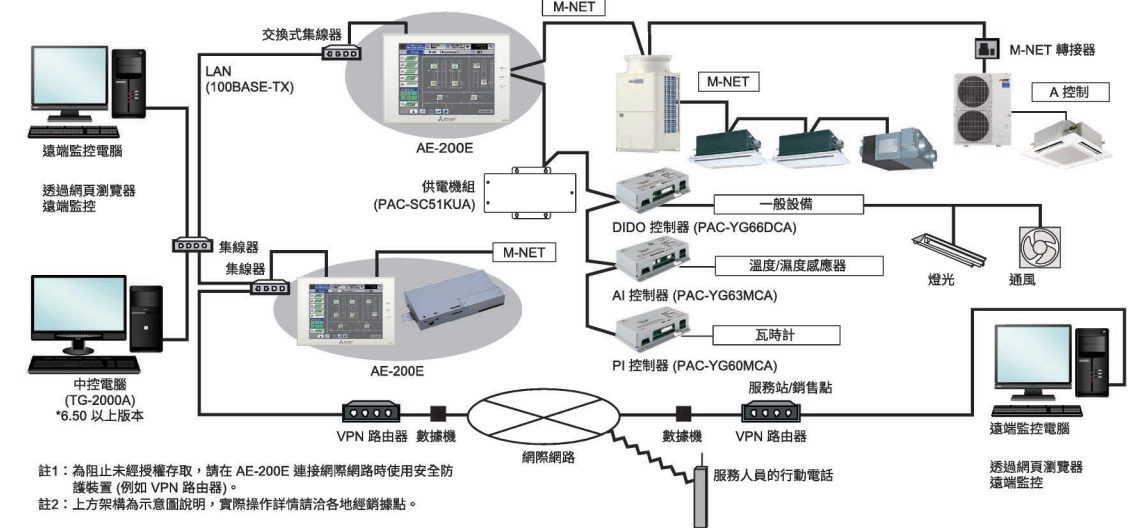 M-NET
交換式集線器
LAN
(100BASE-TX)
AE-200E
M-NET
M-NET 轉接器
A 控制
遠端監控電腦
透過網頁瀏覽器
遠端監控
供電機組
(PAC-SC51KUA)
一般設備
DIDO 控制器 (PAC-YG66DCA)
溫度/濕度感應器
AI 控制器 (PAC-YG63MCA)
瓦時計
PI 控制器 (PAC-YG60MCA)
燈光
通風
集線器
集線器
M-NET
AE-200E
中控電腦
(TG-2000A)
*6.50 以上版本
VPN 路由器
數據機
網際網路
數據機
服務站/銷售點
VPN 路由器
遠端監控電腦
透過網頁瀏覽器
遠端監控
服務人員的行動電話
註1：為阻止未經授權存取，請在 AE-200E 連接網際網路時使用安全防
護裝置 (例如 VPN 路由器)。
註2：上方架構為示意圖說明，實際操作詳情請洽各地經銷據點。